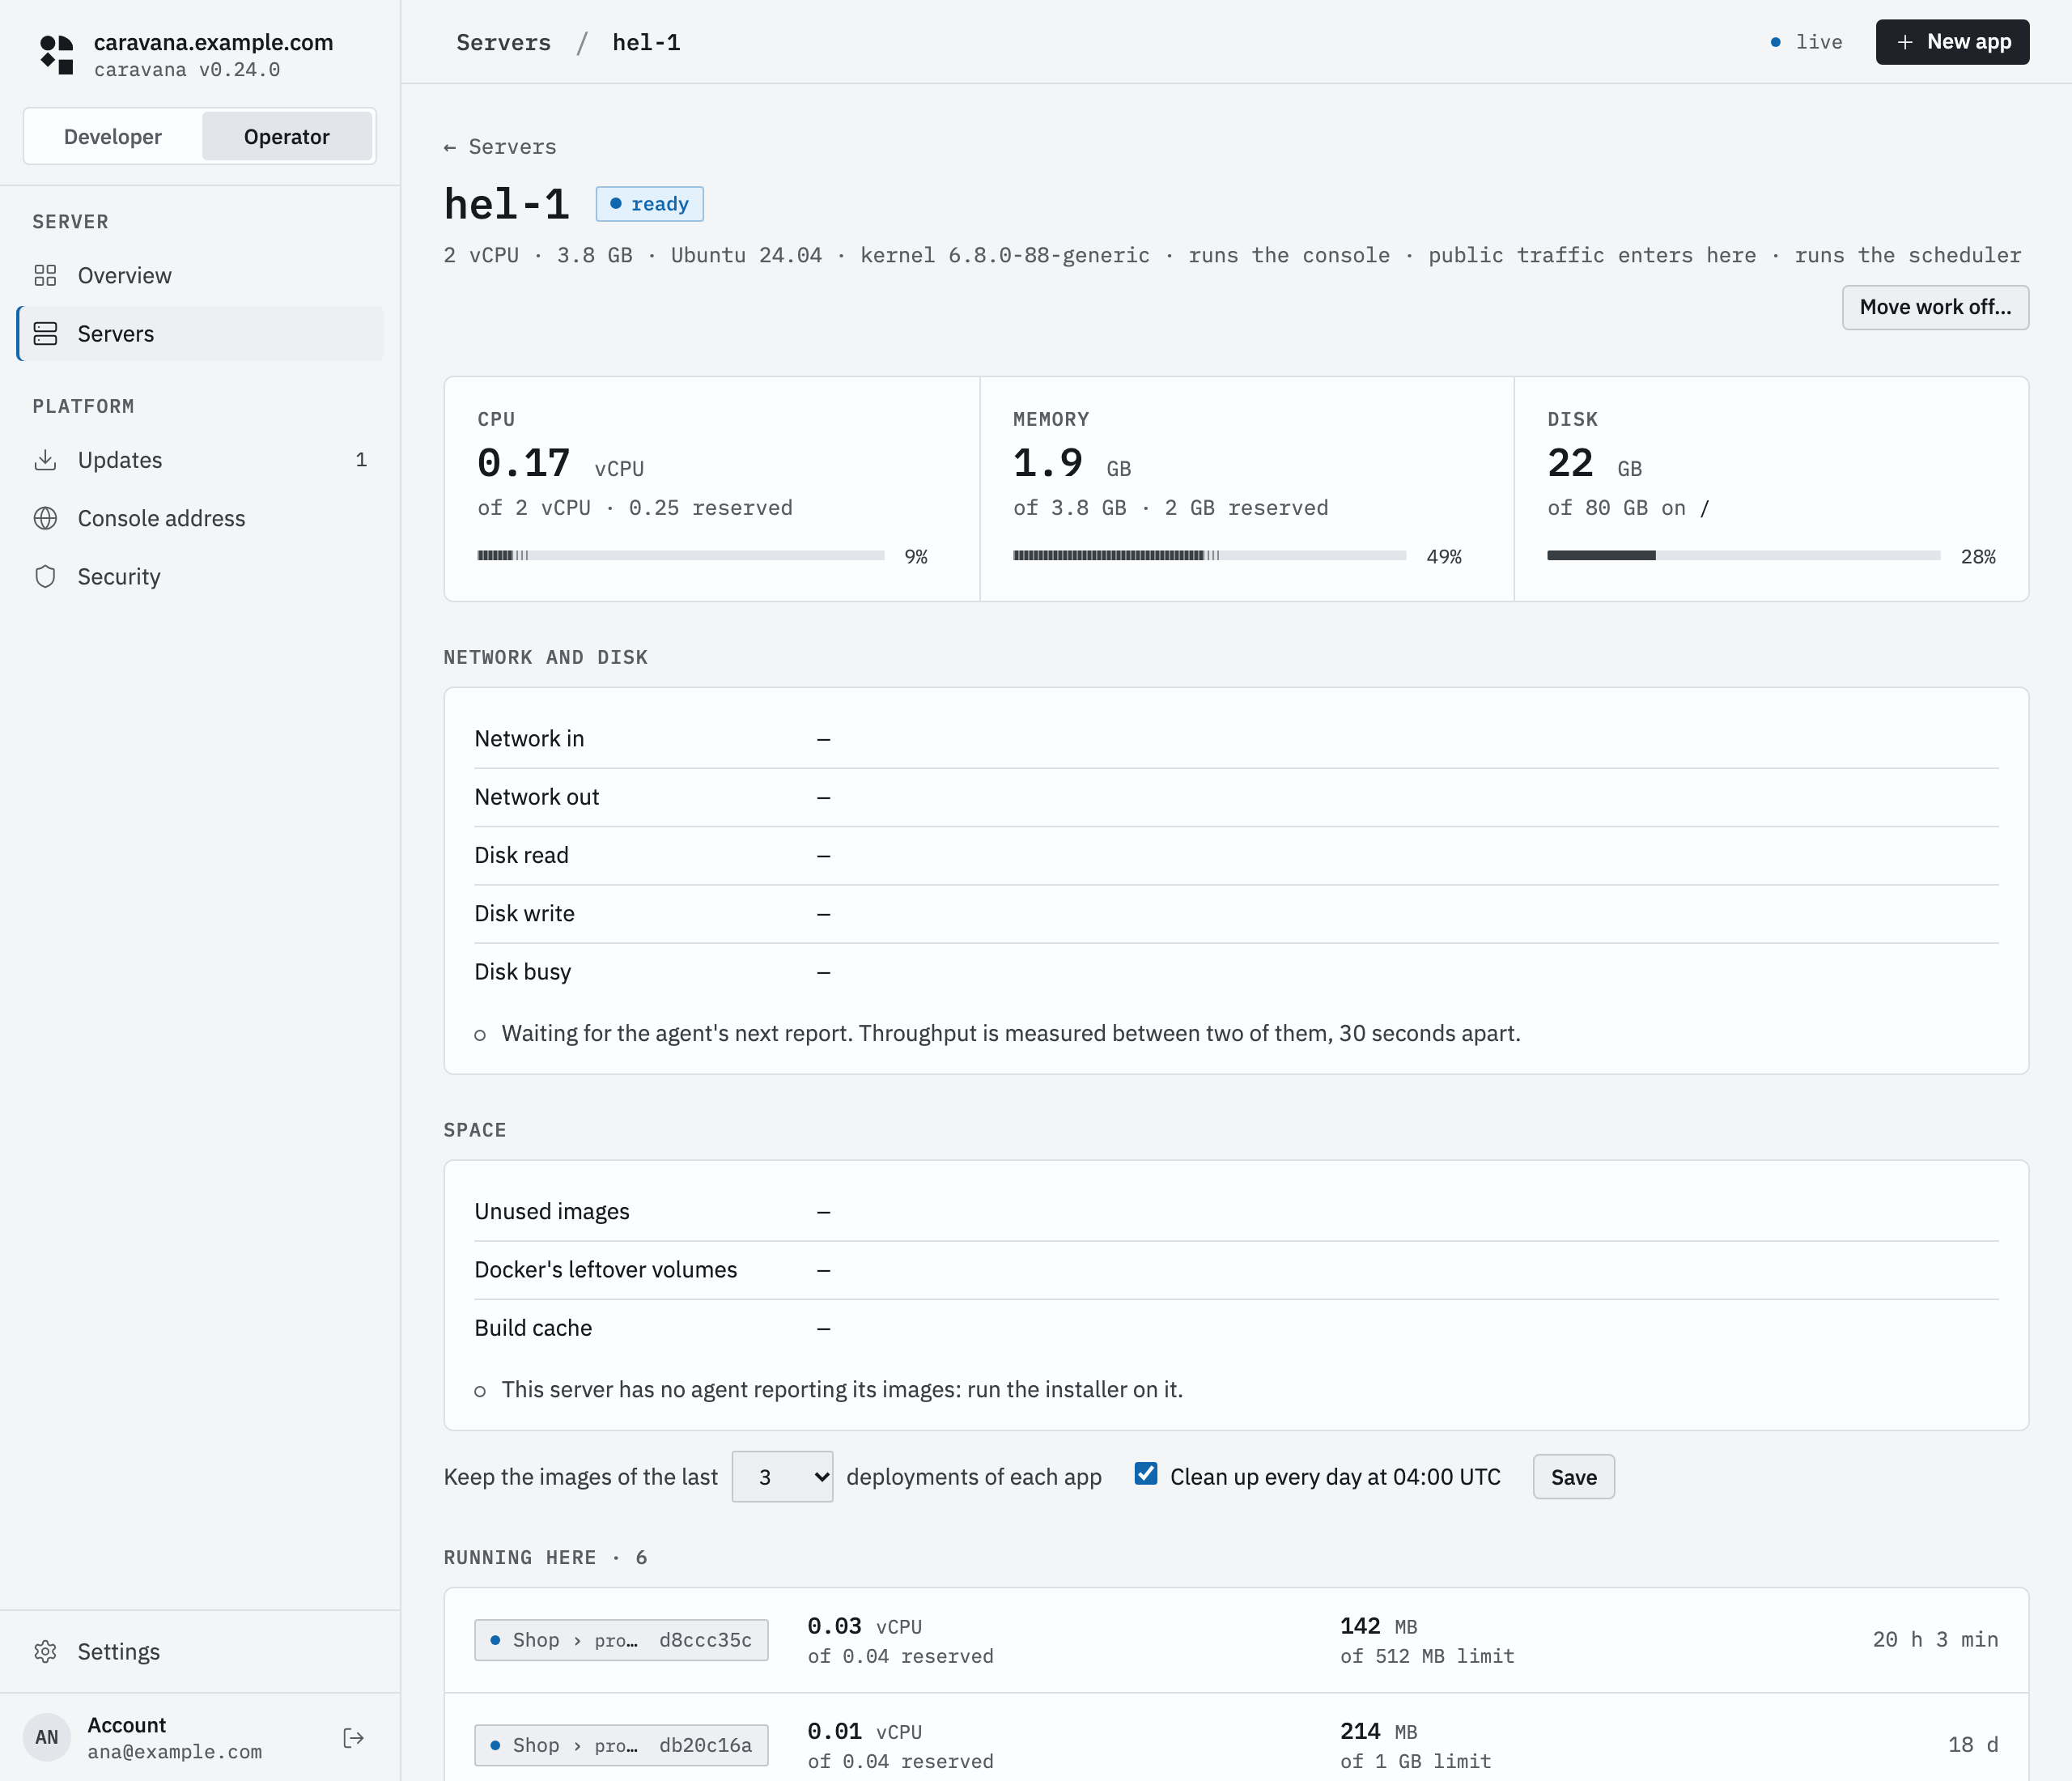 caravana.example.com
caravana v0.24.0
Developer
Operator
SERVER
Overview
Servers
PLATFORM
Updates
1
Console address
Security
Settings
AN
Account
ana@example.com
Servers / hel-1
live
+ New app
← Servers
hel-1
ready
2 vCPU · 3.8 GB · Ubuntu 24.04 · kernel 6.8.0-88-generic · runs the console · public traffic enters here · runs the scheduler
Move work off…
CPU
0.17 vCPU
of 2 vCPU · 0.25 reserved
9%
MEMORY
1.9 GB
of 3.8 GB · 2 GB reserved
49%
DISK
22 GB
of 80 GB on /
28%
NETWORK AND DISK
Network in –
Network out –
Disk read –
Disk write –
Disk busy –
Waiting for the agent's next report. Throughput is measured between two of them, 30 seconds apart.
SPACE
Unused images –
Docker's leftover volumes –
Build cache –
This server has no agent reporting its images: run the installer on it.
Keep the images of the last 3 deployments of each app Clean up every day at 04:00 UTC Save
RUNNING HERE · 6
Shop › pro… d8ccc35c
0.03 vCPU
of 0.04 reserved
142 MB
of 512 MB limit
20 h 3 min
Shop › pro… db20c16a
0.01 vCPU
of 0.04 reserved
214 MB
of 1 GB limit
18 d